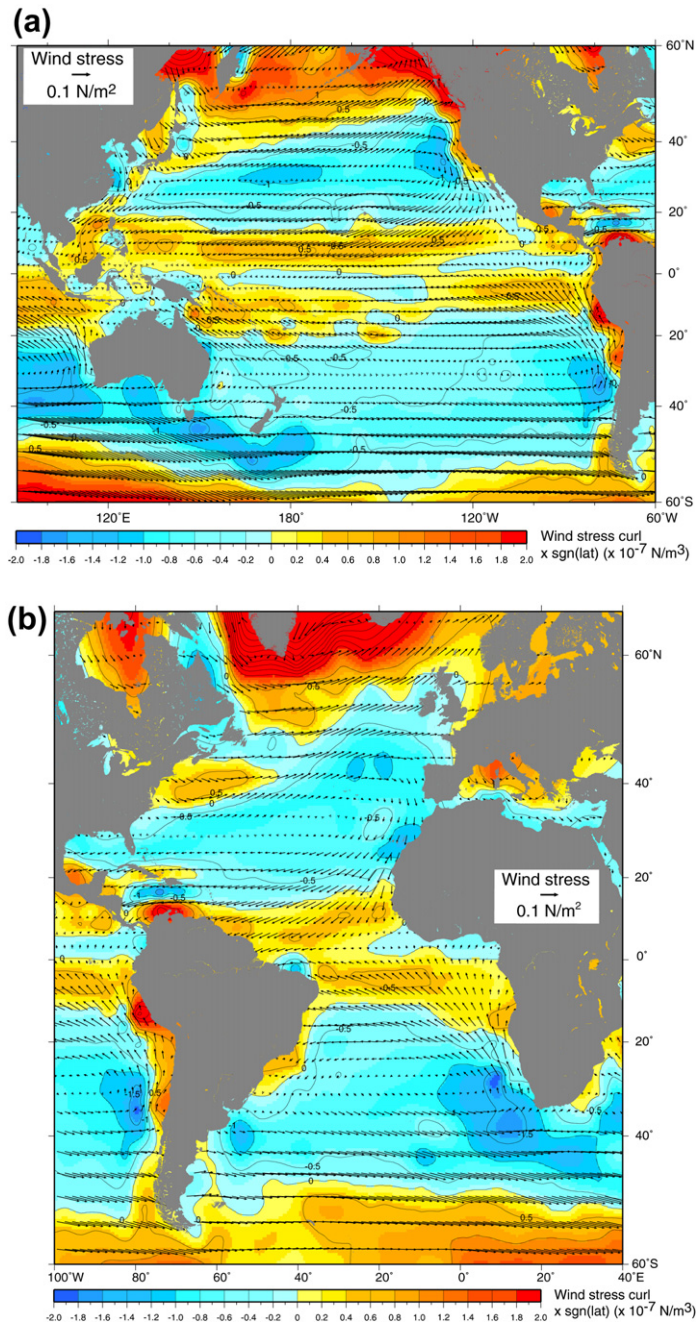 (a)
Wind stress
0.1 N/m2
60˚N
40˚
20˚
0˚
20˚
40˚
60˚S
120˚E 180˚ 120˚W 60˚W
-2.0 -1.8 -1.6 -1.4 -1.2 -1.0 -0.8 -0.6 -0.4 -0.2 0 0.2 0.4 0.6 0.8 1.0 1.2 1.4 1.6 1.8 2.0
Wind stress curl
x sgn(lat) (x 10-7 N/m3)
(b)
60˚N
40˚
20˚
Wind stress
0.1 N/m2
0˚
20˚
40˚
60˚S
100˚W 80˚ 60˚ 40˚ 20˚ 0˚ 20˚ 40˚E
-2.0 -1.8 -1.6 -1.4 -1.2 -1.0 -0.8 -0.6 -0.4 -0.2 0 0.2 0.4 0.6 0.8 1.0 1.2 1.4 1.6 1.8 2.0
Wind stress curl
x sgn(lat) (x 10-7 N/m3)